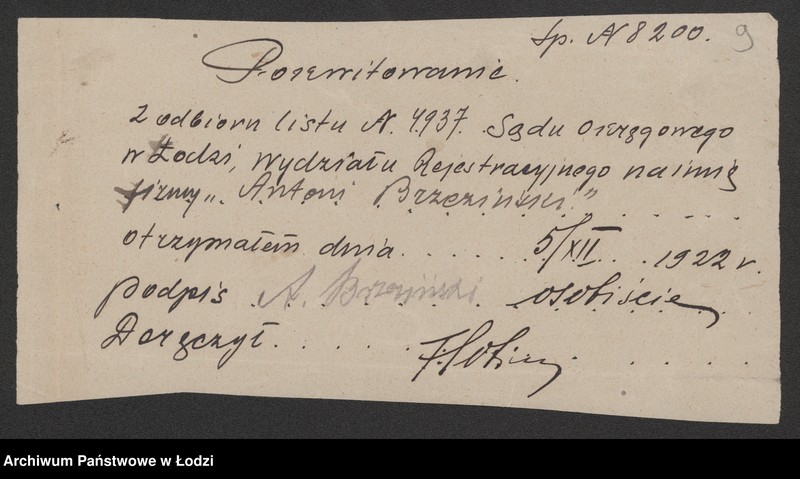 Sp. N 8200. 9
Pokwitowanie.
z odbioru listu N. 4937. Sądu Okręgowego
w Łodzi, Wydziału Rejestracyjnego na imię
firmy „Antoni Brzeziński”
otrzymałem dnia . . . . . . 5/XII . . . 1922 r.
podpis A. Brzeziński osobiście
Doręczył . . . . .
Archiwum Państwowe w Łodzi